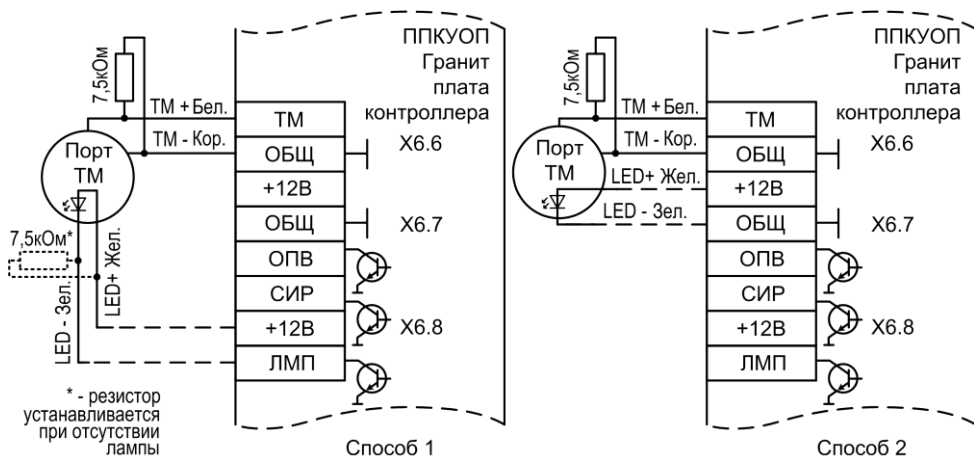 ППКУОП
Гранит
плата
контроллера
7,5кОм
ТМ + Бел.
ТМ - Кор.
Порт
ТМ
ТМ
ОБЩ
+12В
ОБЩ
ОПВ
СИР
+12В
ЛМП
X6.6
X6.7
X6.8
7,5кОм*
LED - Зел.
LED+ Жел.
* - резистор
устанавливается
при отсутствии
лампы
Способ 1
ППКУОП
Гранит
плата
контроллера
7,5кОм
ТМ + Бел.
ТМ - Кор.
Порт
ТМ
LED+ Жел.
LED - Зел.
ТМ
ОБЩ
+12В
ОБЩ
ОПВ
СИР
+12В
ЛМП
X6.6
X6.7
X6.8
Способ 2